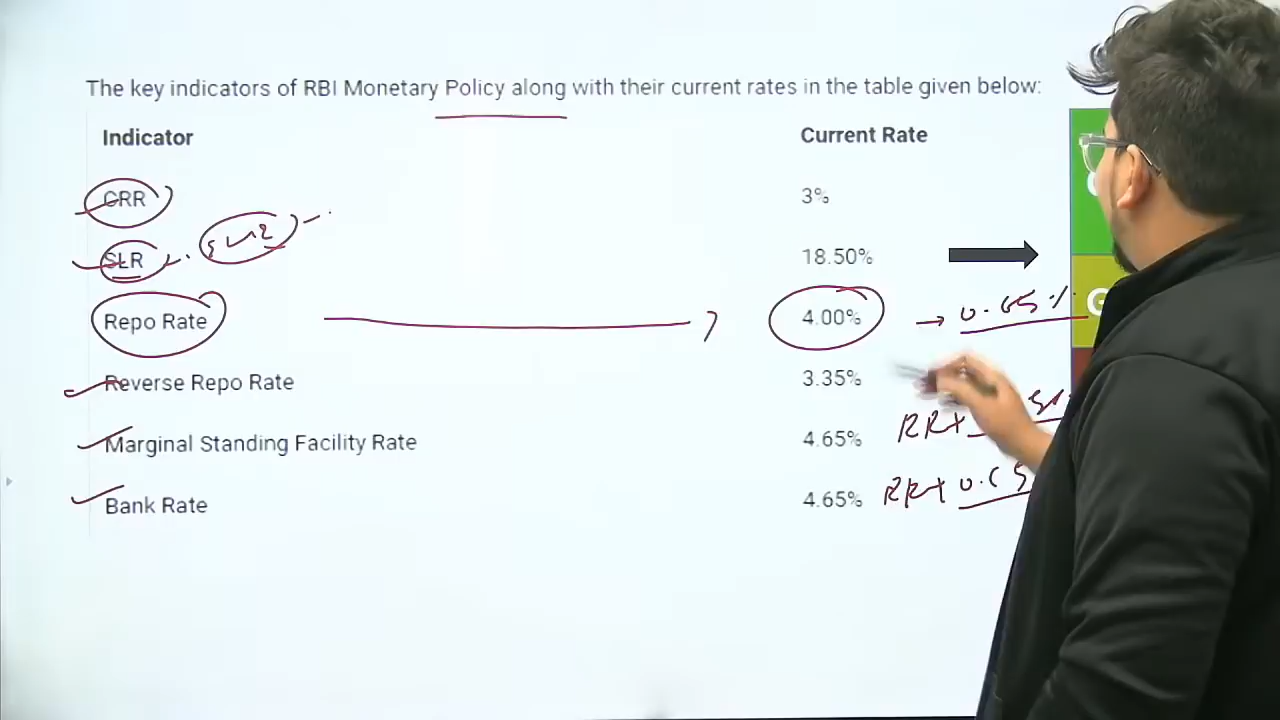 The key indicators of RBI Monetary Policy along with their current rates in the table given below:
Indicator Current Rate
CRR 3%
SLR 18.50%
Repo Rate 4.00% → 0.65%
Reverse Repo Rate 3.35%
Marginal Standing Facility Rate 4.65% RR+
Bank Rate 4.65% RR+ 0.65